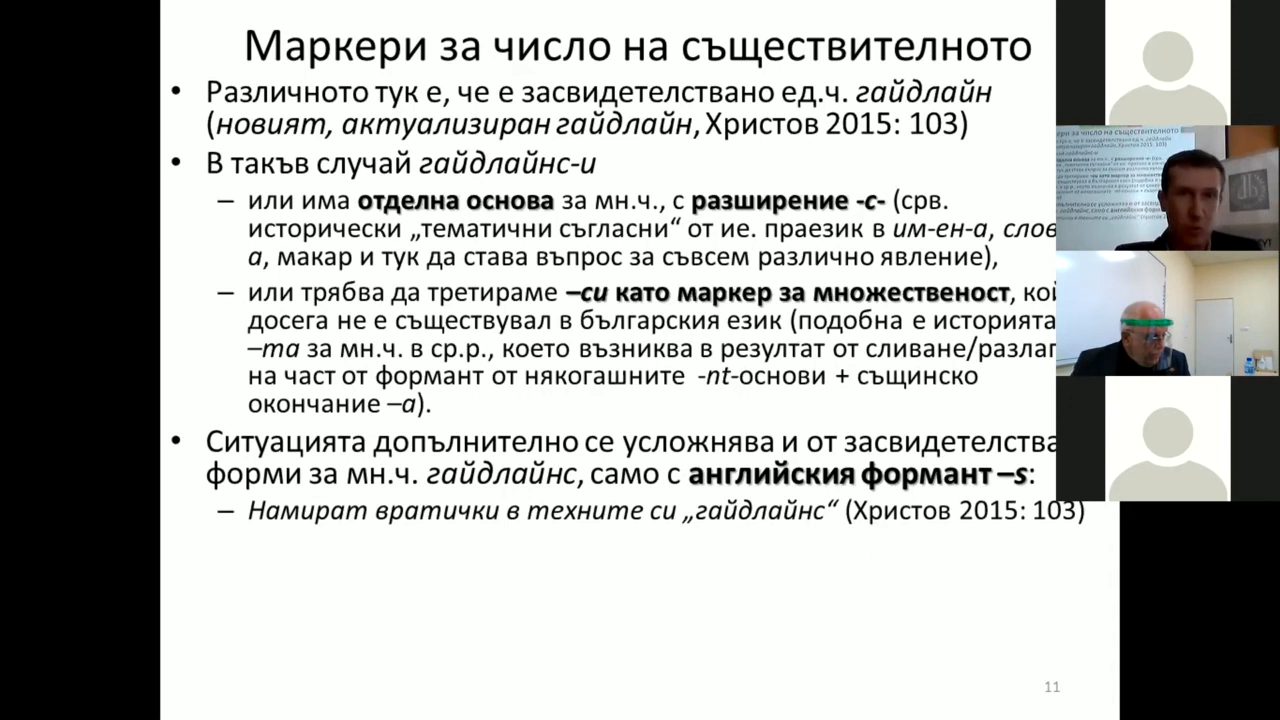 Маркери за число на съществителното
• Различното тук е, че е засвидетелствано ед.ч. гайдлайн
(новият, актуализиран гайдлайн, Христов 2015: 103)
• В такъв случай гайдлайнс-и
– или има отделна основа за мн.ч., с разширение -с- (срв.
исторически „тематични съгласни“ от ие. праезик в им-ен-а, слов
а, макар и тук да става въпрос за съвсем различно явление),
– или трябва да третираме –си като маркер за множественост, кой
досега не е съществувал в българския език (подобна е историята
–та за мн.ч. в ср.р., което възниква в резултат от сливане/разлаг
на част от формант от някогашните -nt-основи + същинско
окончание –а).
• Ситуацията допълнително се усложнява и от засвидетелства
форми за мн.ч. гайдлайнс, само с английския формант –s:
– Намират вратички в техните си „гайдлайнс“ (Христов 2015: 103)
11